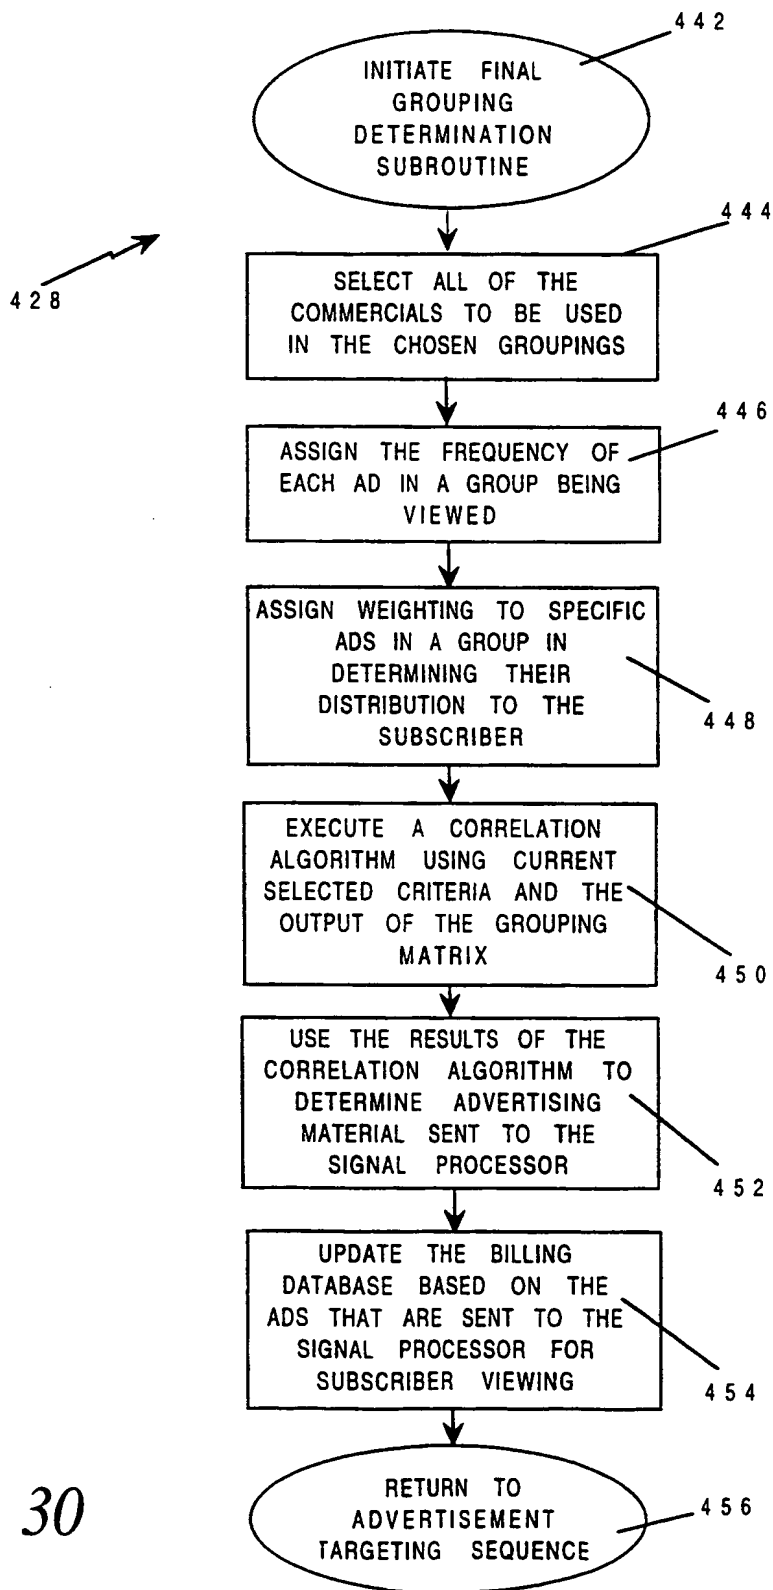 442
INITIATE FINAL
GROUPING
DETERMINATION
SUBROUTINE
444
428
SELECT ALL OF THE
COMMERCIALS TO BE USED
IN THE CHOSEN GROUPINGS
446
ASSIGN THE FREQUENCY OF
EACH AD IN A GROUP BEING
VIEWED
ASSIGN WEIGHTING TO SPECIFIC
ADS IN A GROUP IN
DETERMINING THEIR
DISTRIBUTION TO THE
SUBSCRIBER
448
EXECUTE A CORRELATION
ALGORITHM USING CURRENT
SELECTED CRITERIA AND THE
OUTPUT OF THE GROUPING
MATRIX
450
USE THE RESULTS OF THE
CORRELATION ALGORITHM TO
DETERMINE ADVERTISING
MATERIAL SENT TO THE
SIGNAL PROCESSOR
452
UPDATE THE BILLING
DATABASE BASED ON THE
ADS THAT ARE SENT TO THE
SIGNAL PROCESSOR FOR
SUBSCRIBER VIEWING
454
RETURN TO
ADVERTISEMENT
TARGETING SEQUENCE
456
30